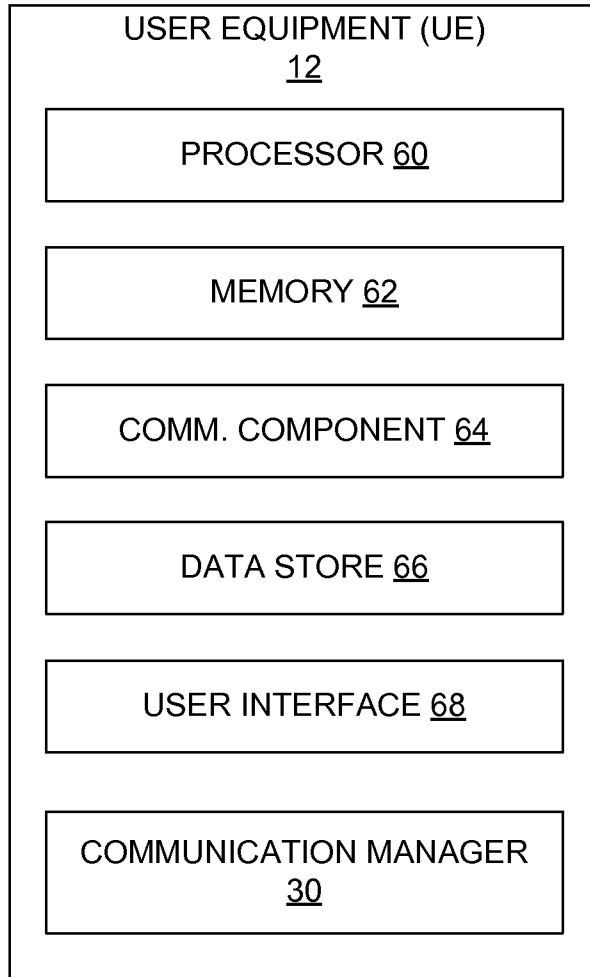 USER EQUIPMENT (UE)
12
PROCESSOR 60
MEMORY 62
COMM. COMPONENT 64
DATA STORE 66
USER INTERFACE 68
COMMUNICATION MANAGER
30